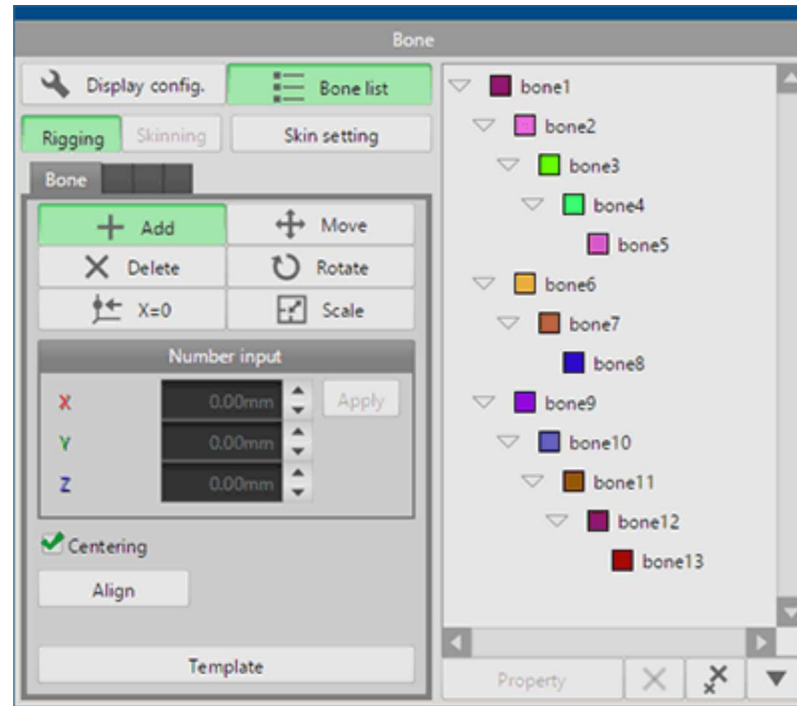 Bone
Display config.
Bone list
Rigging
Skinning
Skin setting
Bone
Add
Move
Delete
Rotate
X=0
Scale
Number input
X
0.00mm
Apply
Y
0.00mm
Z
0.00mm
Centering
Align
Template
bone1
bone2
bone3
bone4
bone5
bone6
bone7
bone8
bone9
bone10
bone11
bone12
bone13
Property